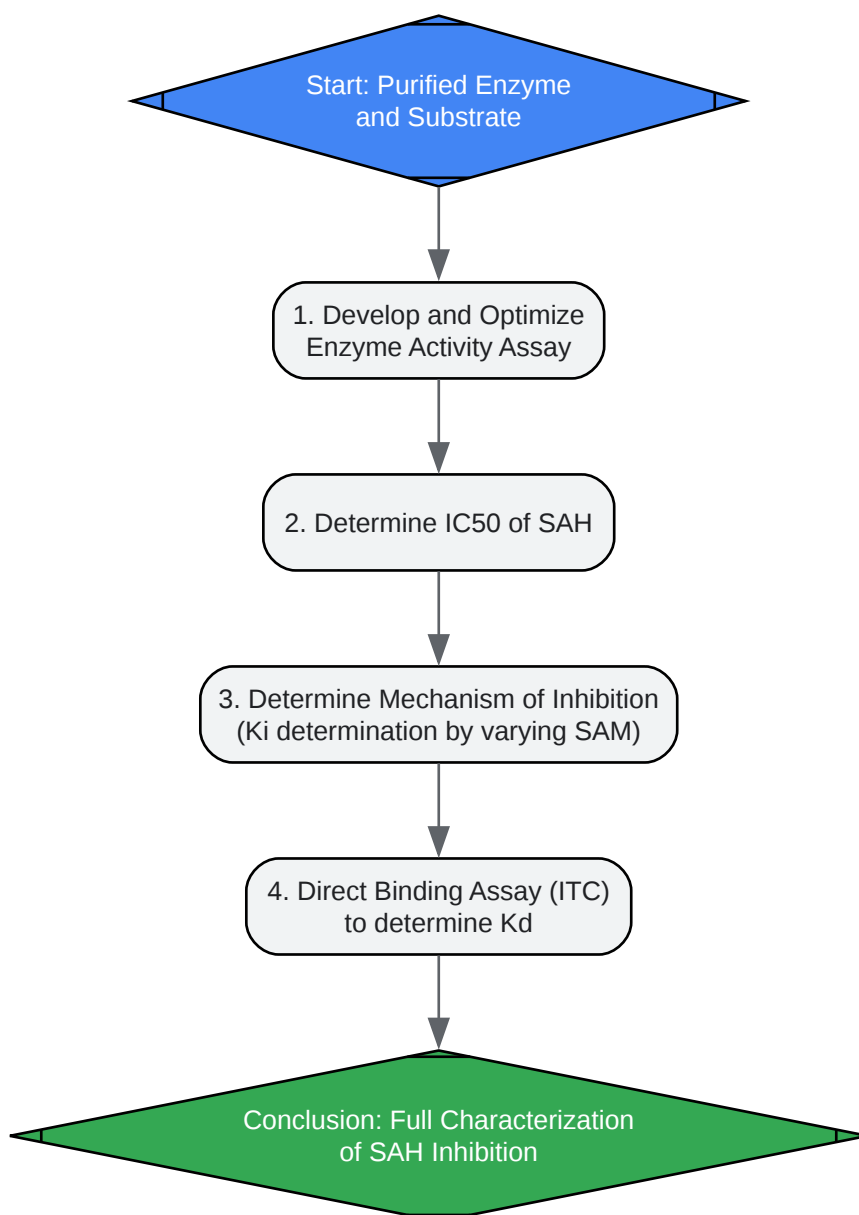 Start: Purified Enzyme
and Substrate
1. Develop and Optimize
Enzyme Activity Assay
2. Determine IC50 of SAH
3. Determine Mechanism of Inhibition
(Ki determination by varying SAM)
4. Direct Binding Assay (ITC)
to determine Kd
Conclusion: Full Characterization
of SAH Inhibition